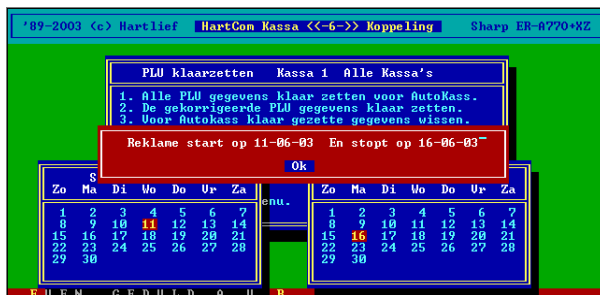 '89-2003 <c> Hartlief HartCom Kassa <<-6->> Koppeling Sharp ER-A770+XZ
PLU klaarzetten Kassa 1 Alle Kassa's
1. Alle PLU gegevens klaar zetten voor AutoKass.
2. De gekorrigeerde PLU gegevens klaar zetten.
3. Voor Autokass klaar gezette gegevens wissen.
Reklame start op 11-06-03 En stopt op 16-06-03
Ok
S
enu.
Zo Ma Di Wo Do Vr Za
1 2 3 4 5 6 7
8 9 10 11 12 13 14
15 16 17 18 19 20 21
22 23 24 25 26 27 28
29 30
Zo Ma Di Wo Do Vr Za
1 2 3 4 5 6 7
8 9 10 11 12 13 14
15 16 17 18 19 20 21
22 23 24 25 26 27 28
29 30
E V E N G E D U L D A U B